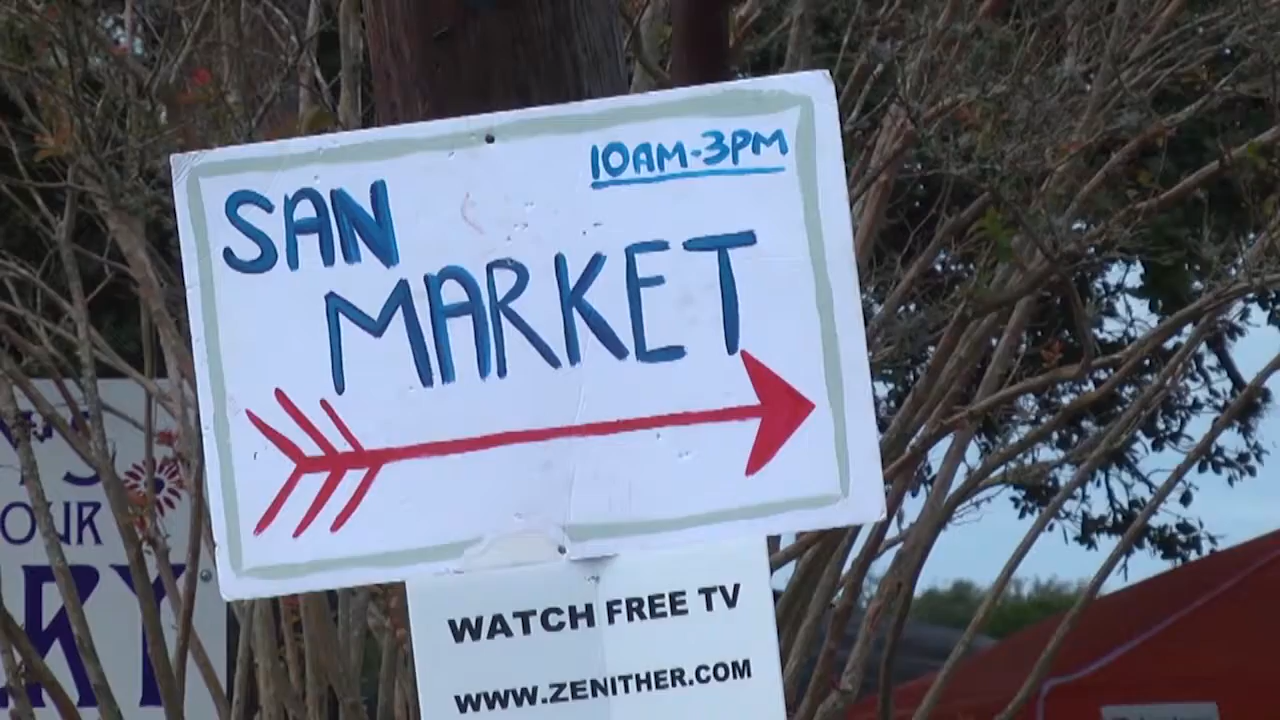 10AM-3PM
SAN
MARKET
WATCH FREE TV
WWW.ZENITHER.COM
OUR